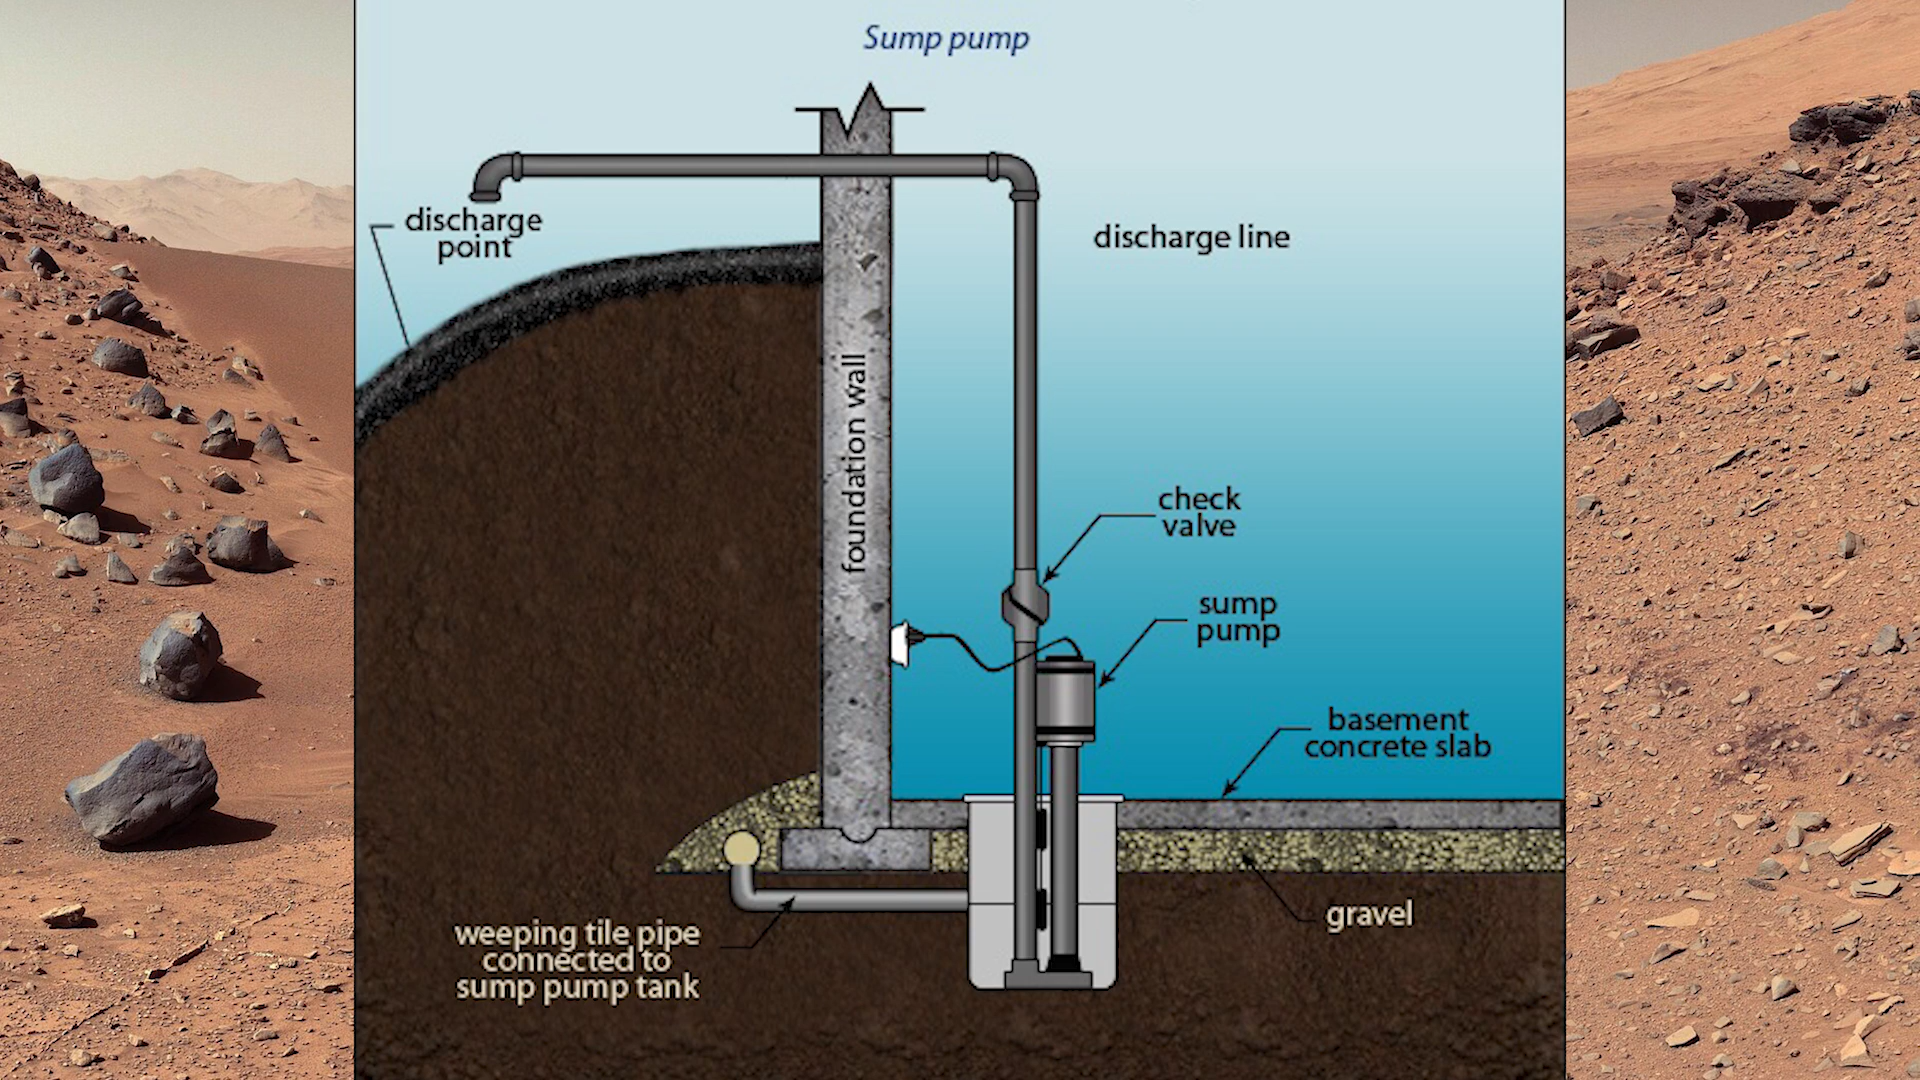 Sump pump
discharge
point
discharge line
foundation wall
check
valve
sump
pump
basement
concrete slab
gravel
weeping tile pipe
connected to
sump pump tank